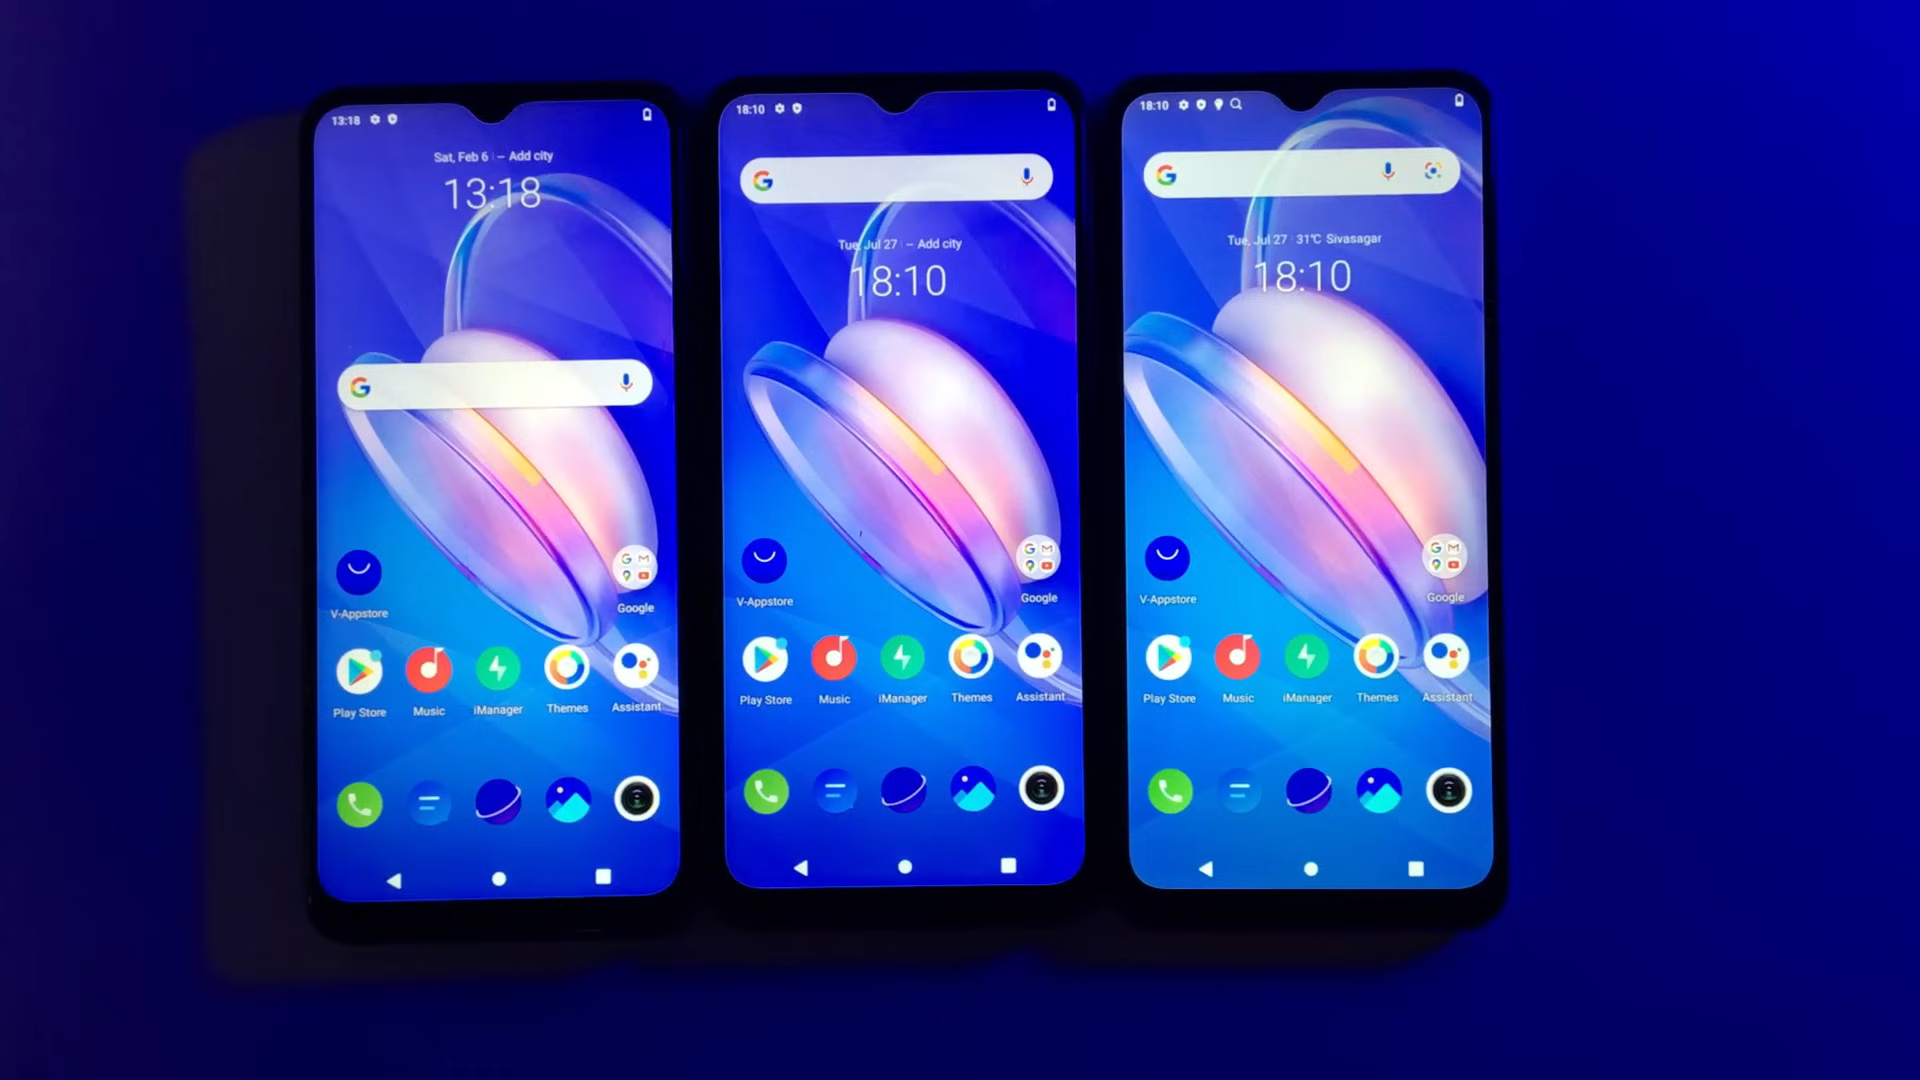 13:18
Sat, Feb 6 – Add city
13:18
V-Appstore
Google
Play Store
Music
iManager
Themes
Assistant
18:10
Tue, Jul 27 – Add city
18:10
V-Appstore
Google
Play Store
Music
iManager
Themes
Assistant
18:10
Tue, Jul 27 31℃ Sivasagar
18:10
V-Appstore
Google
Play Store
Music
iManager
Themes
Assistant